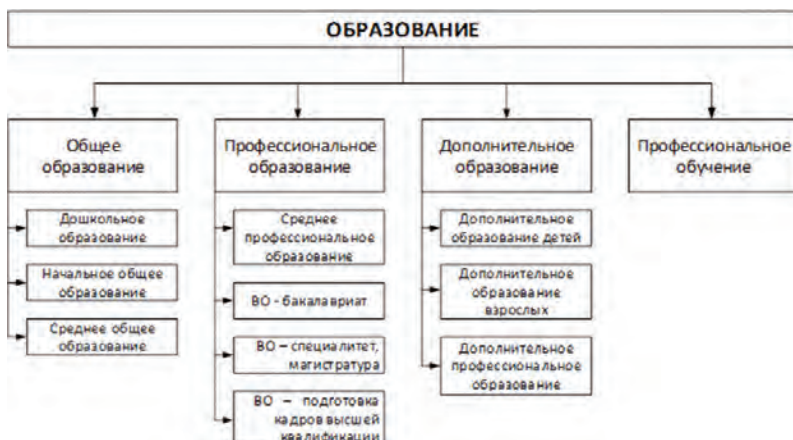 ОБРАЗОВАНИЕ
Общее
образование
Дошкольное
образование
Начальное общее
образование
Среднее общее
образование
Профессиональное
образование
Среднее
профессиональное
образование
ВО - бакалавриат
ВО – специалитет,
магистратура
ВО – подготовка
кадров высшей
квалификации
Дополнительное
образование
Дополнительное
образование детей
Дополнительное
образование
взрослых
Дополнительное
профессиональное
образование
Профессиональное
обучение